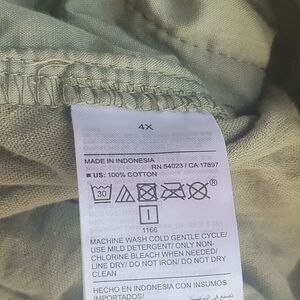 4X
MADE IN INDONESIA
RN 54023 / CA 17897
■ US: 100% COTTON
30
®
I
1166
MACHINE WASH COLD GENTLE CYCLE/
USE MILD DETERGENT/ ONLY NON-
CHLORINE BLEACH WHEN NEEDED/
LINE DRY/ DO NOT IRON/ DO NOT DRY
CLEAN
HECHO EN INDONESIA CON INSUMOS
IMPORTADOS/